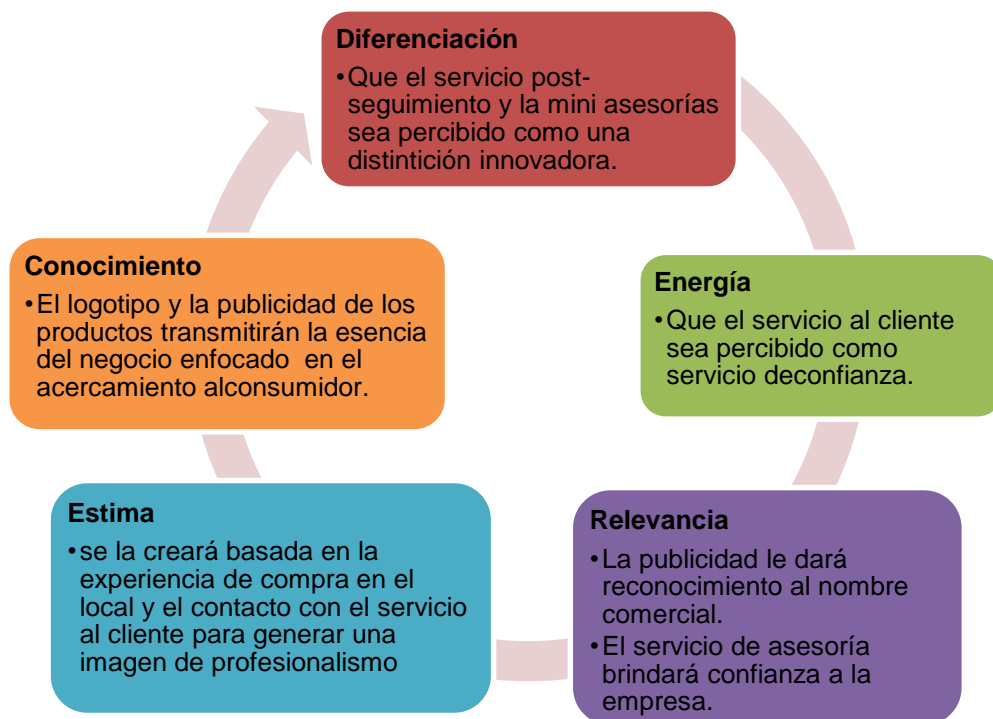 Diferenciación
•Que el servicio post-
seguimiento y la mini asesorías
sea percibido como una
distintición innovadora.
Energía
•Que el servicio al cliente
sea percibido como
servicio deconfianza.
Relevancia
•La publicidad le dará
reconocimiento al nombre
comercial.
•El servicio de asesoría
brindará confianza a la
empresa.
Estima
•se la creará basada en la
experiencia de compra en el
local y el contacto con el servicio
al cliente para generar una
imagen de profesionalismo
Conocimiento
•El logotipo y la publicidad de los
productos transmitirán la esencia
del negocio enfocado  en el
acercamiento alconsumidor.